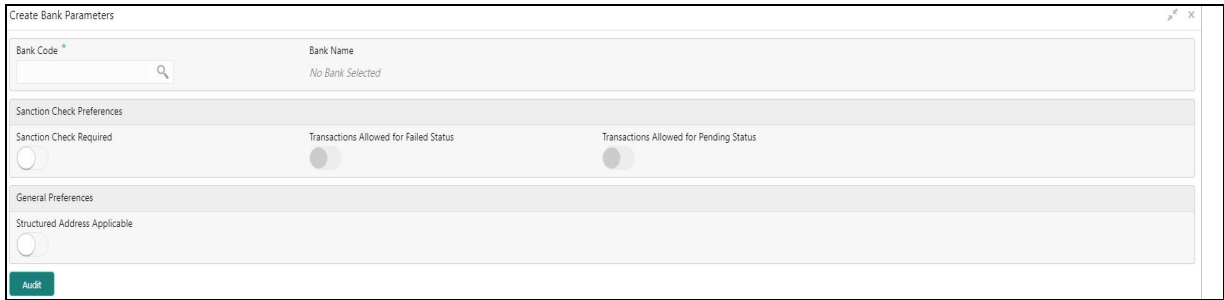 Create Bank Parameters
Bank Code * Bank Name
No Bank Selected
Sanction Check Preferences
Sanction Check Required Transactions Allowed for Failed Status Transactions Allowed for Pending Status
General Preferences
Structured Address Applicable
Audit